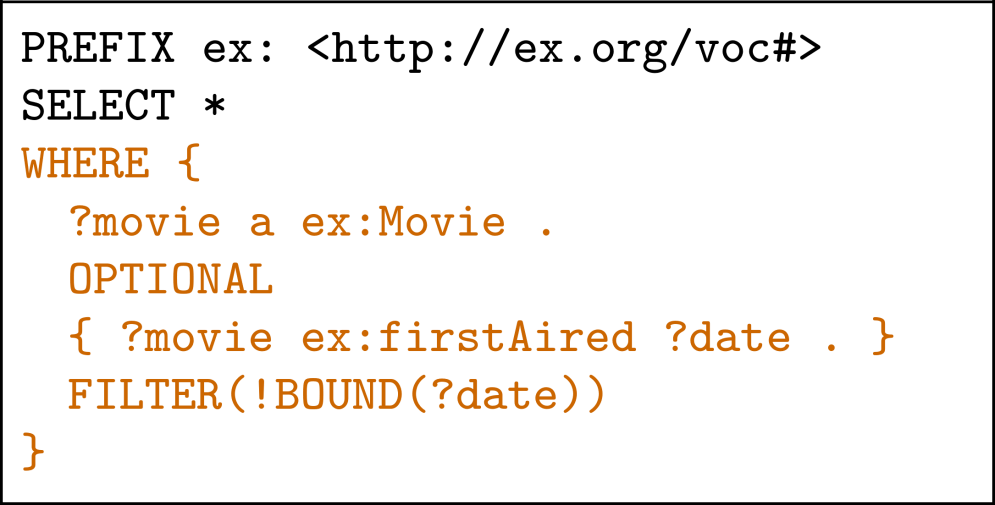 PREFIX ex: <http://ex.org/voc#>
SELECT *
WHERE {
?movie a ex:Movie .
OPTIONAL
{ ?movie ex:firstAired ?date . }
FILTER(!BOUND(?date))
}